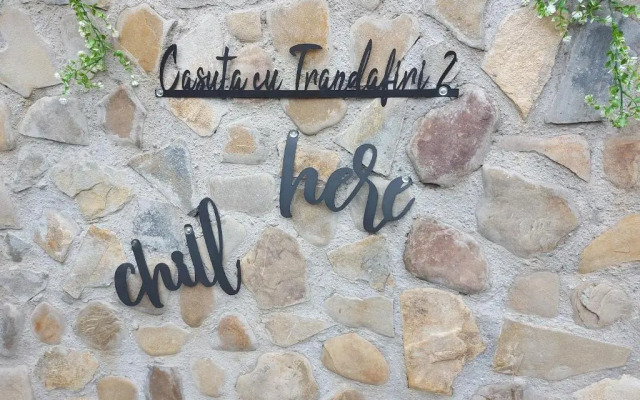 Casuta cu Trandafiri 2
here
chill